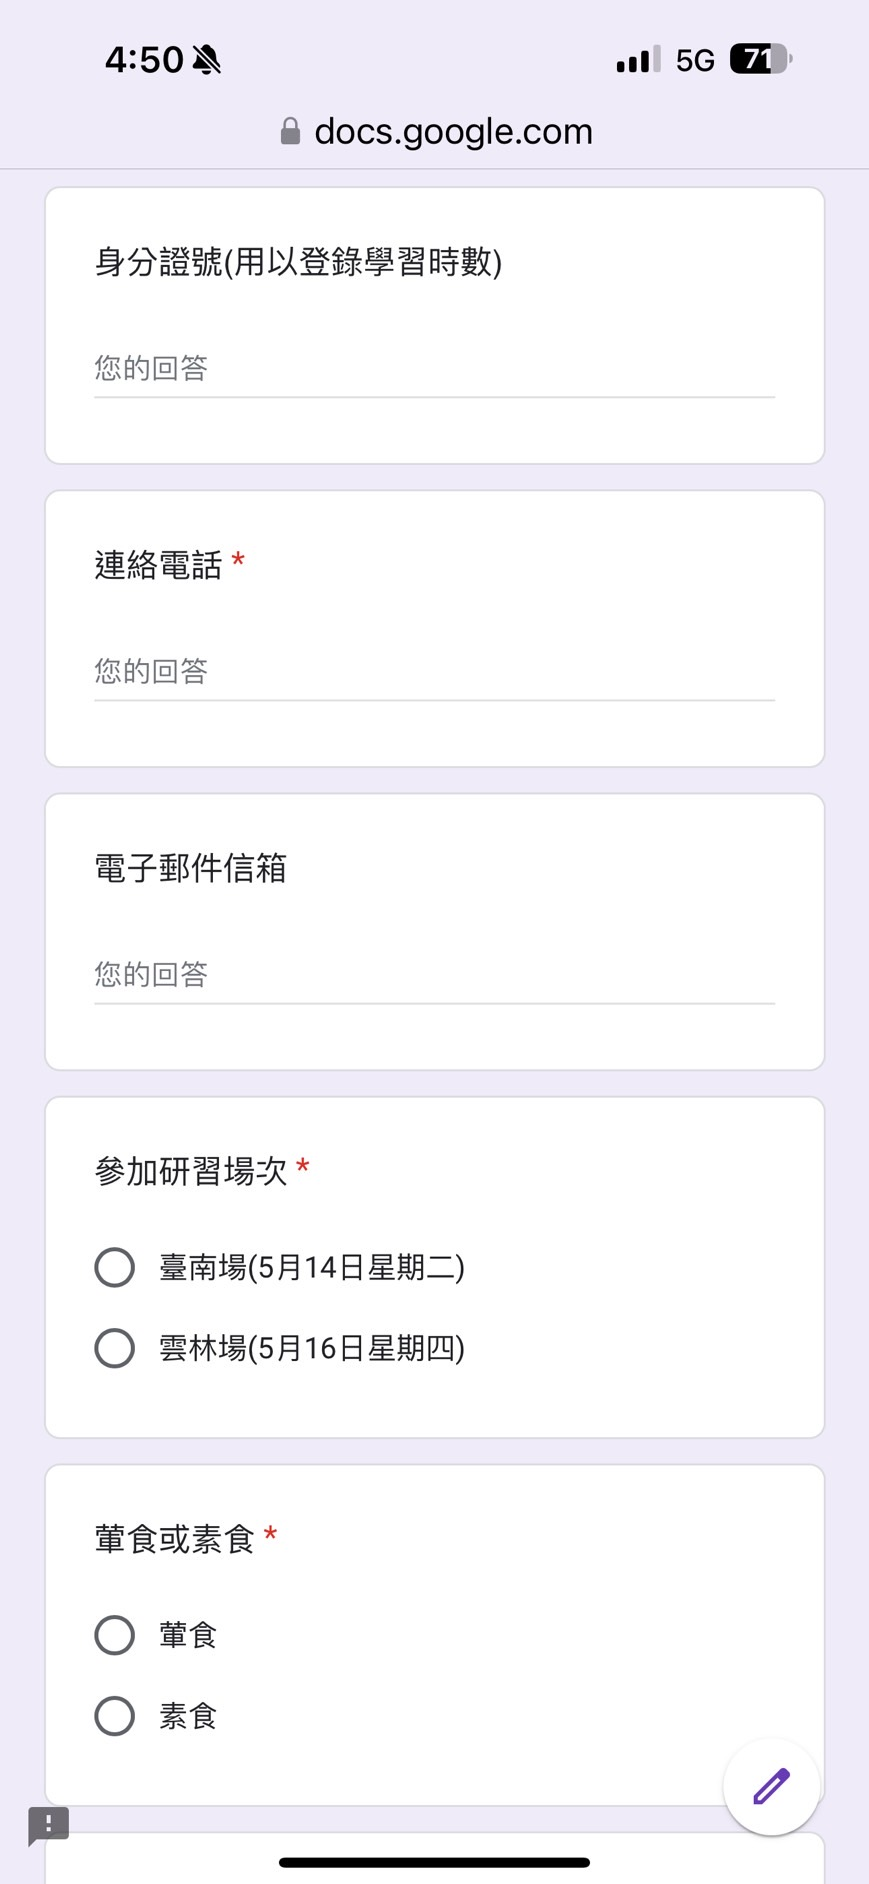 4:50
5G
71
docs.google.com
身分證號(用以登錄學習時數)
您的回答
連絡電話 *
您的回答
電子郵件信箱
您的回答
參加研習場次 *
臺南場(5月14日星期二)
雲林場(5月16日星期四)
葷食或素食 *
葷食
素食